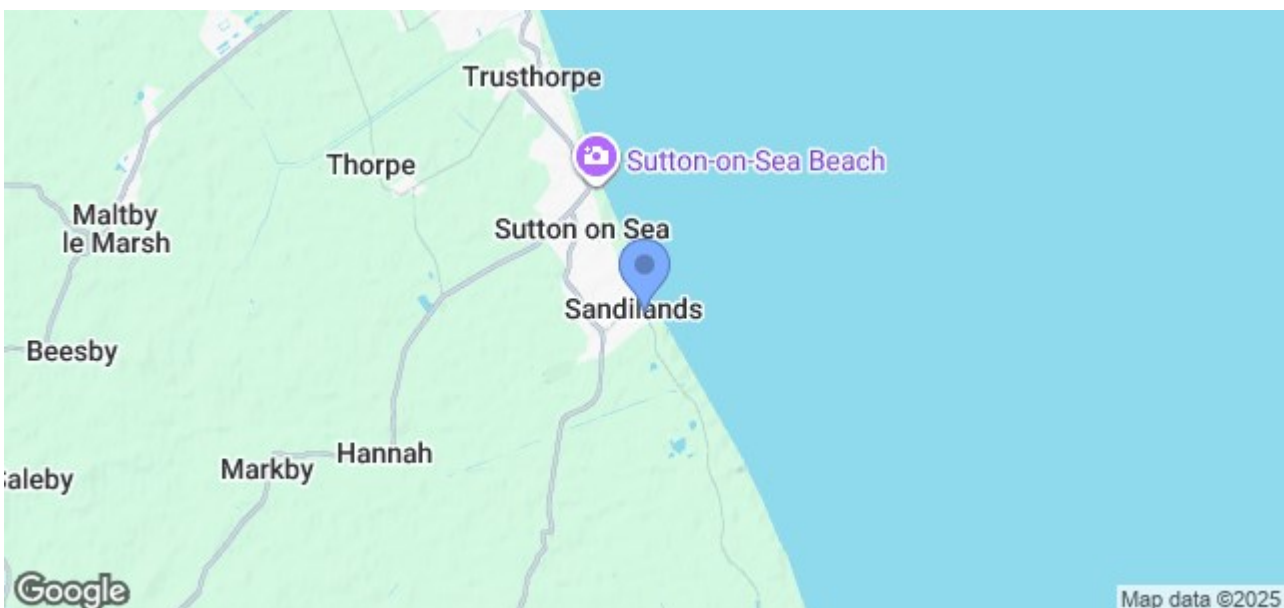 Trusthorpe
Sutton-on-Sea Beach
Thorpe
Maltby
le Marsh
Sutton on Sea
Sandilands
Beesby
Hannah
Markby
aleby
Google
Map data ©2025